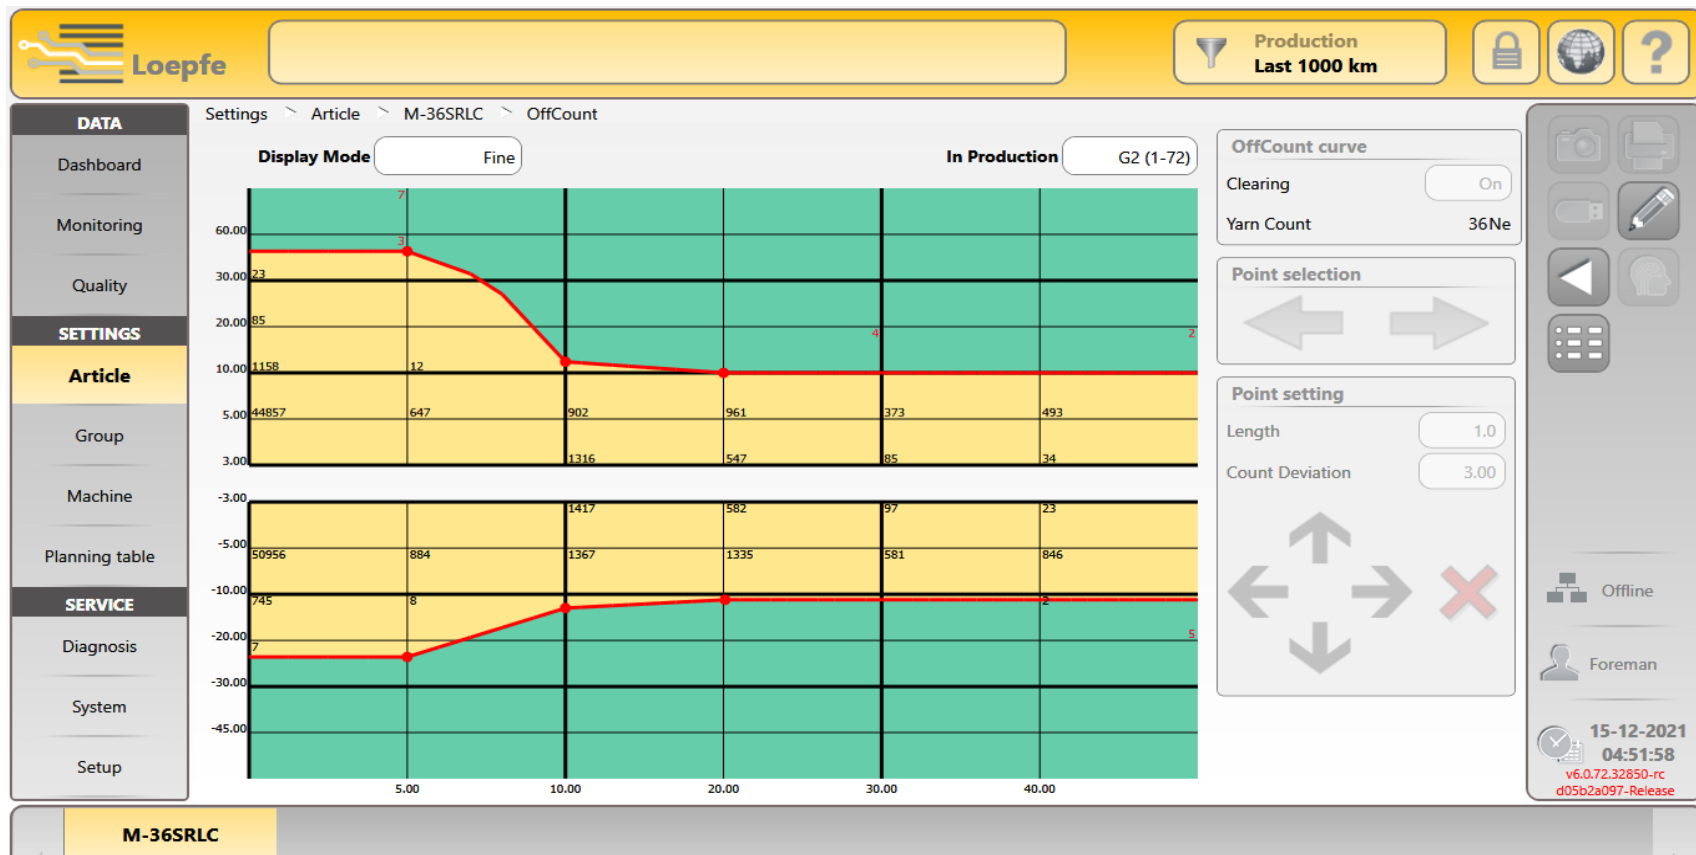 Loepfe
Production
Last 1000 km
?
DATA
Dashboard
Monitoring
Quality
SETTINGS
Article
Group
Machine
Planning table
SERVICE
Diagnosis
System
Setup
Settings > Article > M-36SRLC > OffCount
Display Mode Fine
In Production G2 (1-72)
7
60.00
3
30.00 23
20.00 85 4 2
10.00 1158 12
5.00 44857 647 902 961 373 493
3.00 1316 547 85 34
-3.00 1417 582 97 23
-5.00 50956 884 1367 1335 581 846
-10.00 745 8 2
-20.00 7 5
-30.00
-45.00
5.00 10.00 20.00 30.00 40.00
OffCount curve
Clearing On
Yarn Count 36Ne
Point selection
Point setting
Length 1.0
Count Deviation 3.00
Offline
Foreman
15-12-2021
04:51:58
v6.0.72.32850-rc
d05b2a097-Release
M-36SRLC